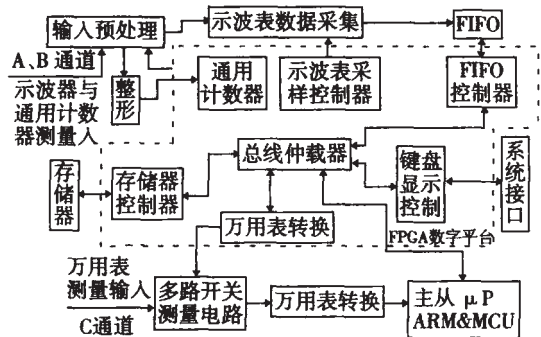 输入预处理
示波表数据采集
FIFO
A、B 通道
示波器与
通用计数
器测量入
整形
通用
计数器
示波表采
样控制器
FIFO
控制器
总线仲载器
存储器
存储器
控制器
键盘
显示
控制
系统接口
万用表转换
FPGA数字平台
万用表
测量输入
C通道
多路开关
测量电路
万用表转换
主从 μP
ARM&MCU